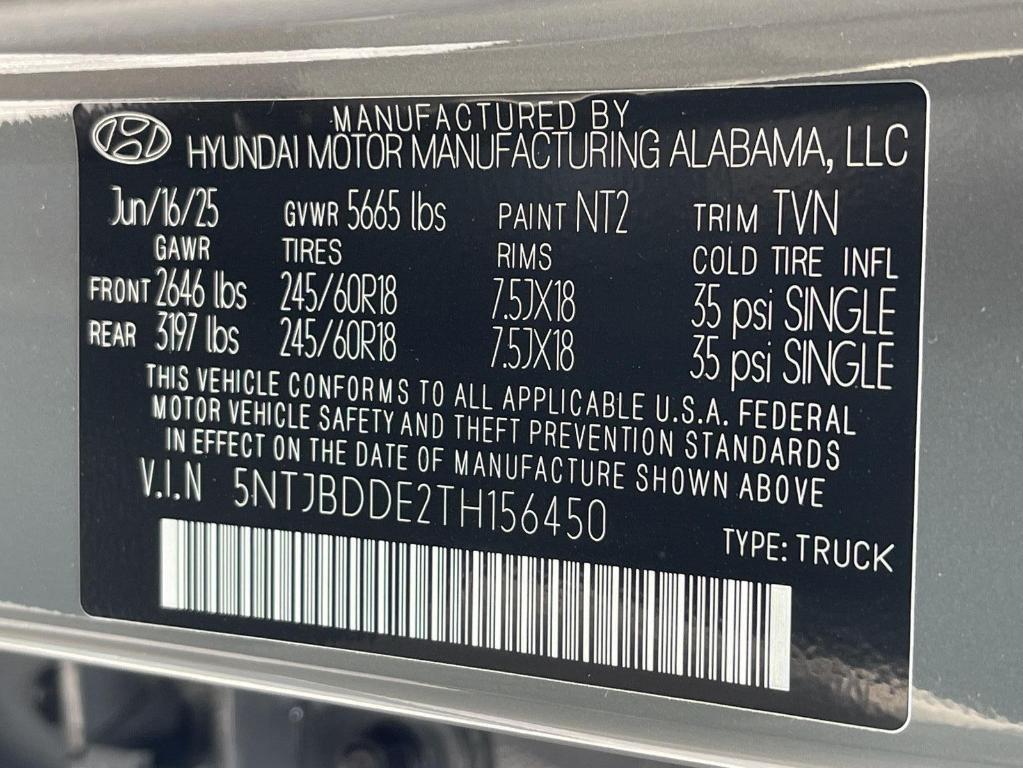 MANUFACTURED BY
HYUNDAI MOTOR MANUFACTURING ALABAMA, LLC
Jun/16/25 GVWR 5665 lbs PAINT NT2 TRIM TVN
GAWR TIRES RIMS COLD TIRE INFL
FRONT 2646 lbs 245/60R18 7.5JX18 35 psi SINGLE
REAR 3197 lbs 245/60R18 7.5JX18 35 psi SINGLE
THIS VEHICLE CONFORMS TO ALL APPLICABLE U.S.A. FEDERAL
MOTOR VEHICLE SAFETY AND THEFT PREVENTION STANDARDS
IN EFFECT ON THE DATE OF MANUFACTURE SHOWN ABOVE
V.I.N 5NTJBDDE2TH156450
TYPE: TRUCK